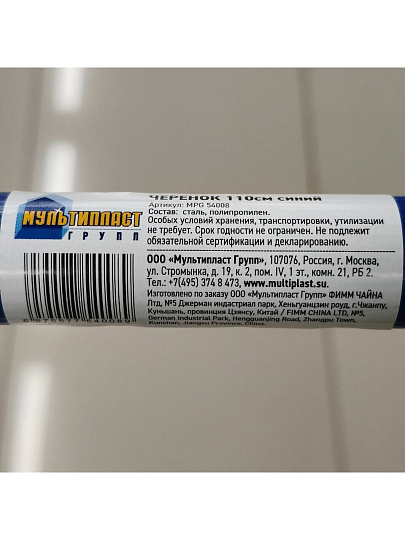 МУЛЬТИПЛАСТ
ГРУПП
ЧЕРЕНОК 110см синий
Артикул: MPG 54008
Состав: сталь, полипропилен.
Особых условий хранения, транспортировки, утилизации
не требует. Срок годности не ограничен. Не подлежит
обязательной сертификации и декларированию.
ООО «Мультипласт Групп», 107076, Россия, г. Москва,
ул. Стромынка, д. 19, к. 2, пом. IV, 1 эт., комн. 21, РБ 2.
Тел.: +7(495) 374 8 473, www.multiplast.su.
Изготовлено по заказу ООО «Мультипласт Групп» ФИММ ЧАЙНА
Лтд, №5 Джерман индастриал парк, Хеньгуанцзин роуд, г.Чжанпу,
Куньшань, провинция Цзянсу, Китай / FIMM CHINA LTD, №5,
German Industrial Park, Hengguanjing Road, Zhangpu Town,
Kunshan, Jiangsu Province, China.